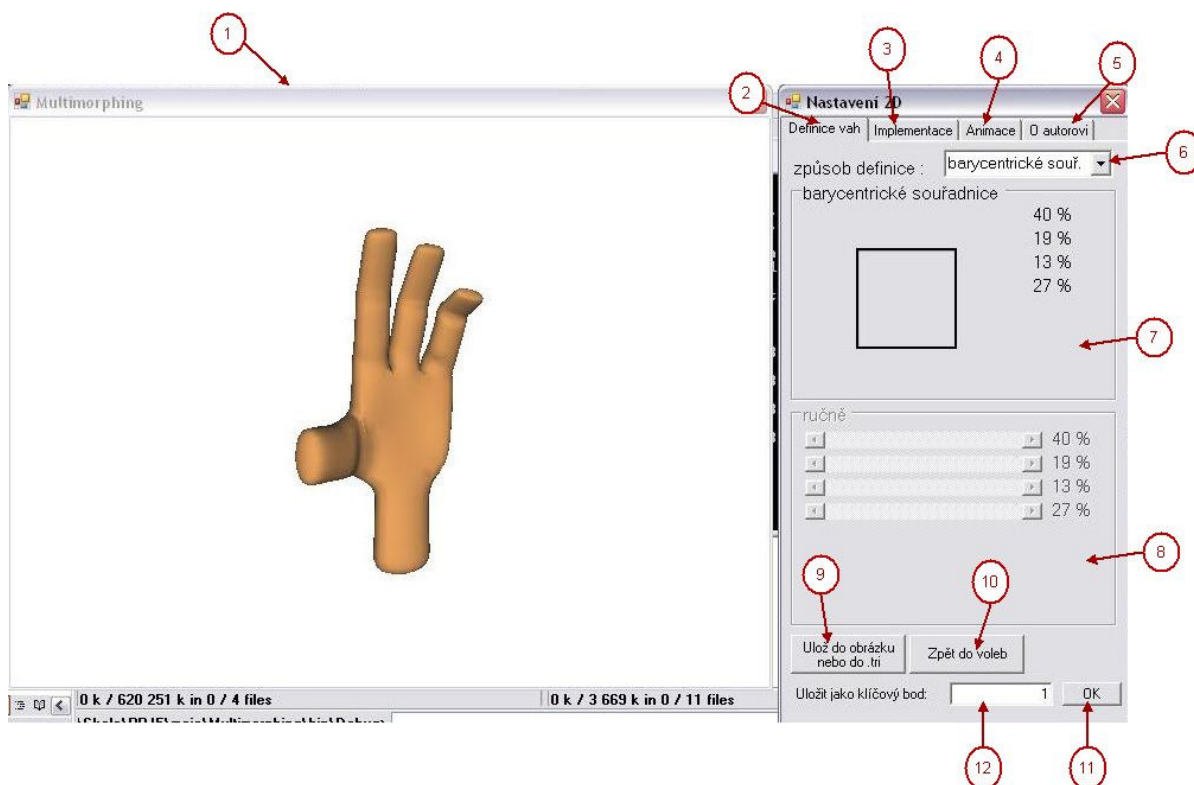 1
Multimorphing
2
3
4
5
Nastavení 2D
Definice vah
Implementace
Animace
O autorovi
způsob definice :
barycentrické souř.
6
barycentrické souřadnice
40 %
19 %
13 %
27 %
7
ručně
40 %
19 %
13 %
27 %
8
9
10
Ulož do obrázku
nebo do .tri
Zpět do voleb
0 k / 620 251 k in 0 / 4 files
0 k / 3 669 k in 0 / 11 files
Uložit jako klíčový bod:
1
OK
12
11